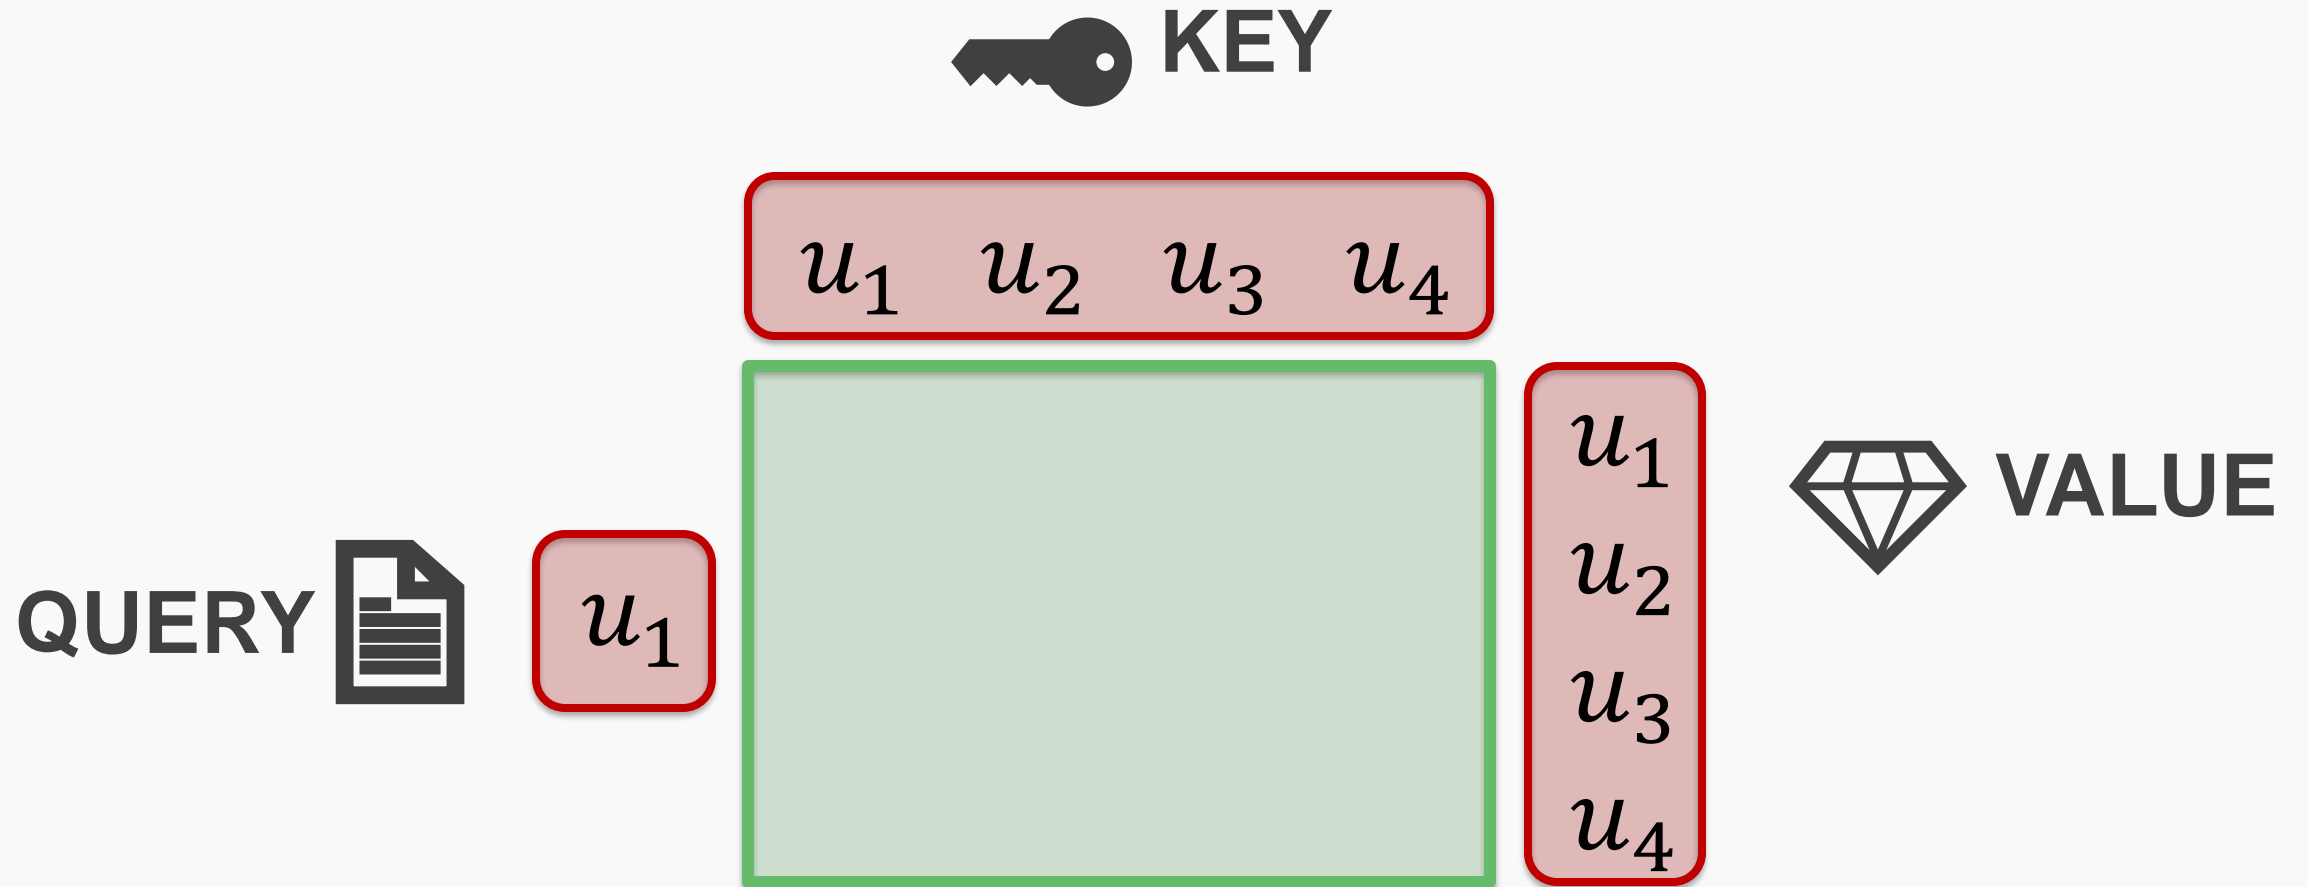 KEY
u₁ u₂ u₃ u₄
QUERY
u₁
u₁
u₂
u₃
u₄
VALUE